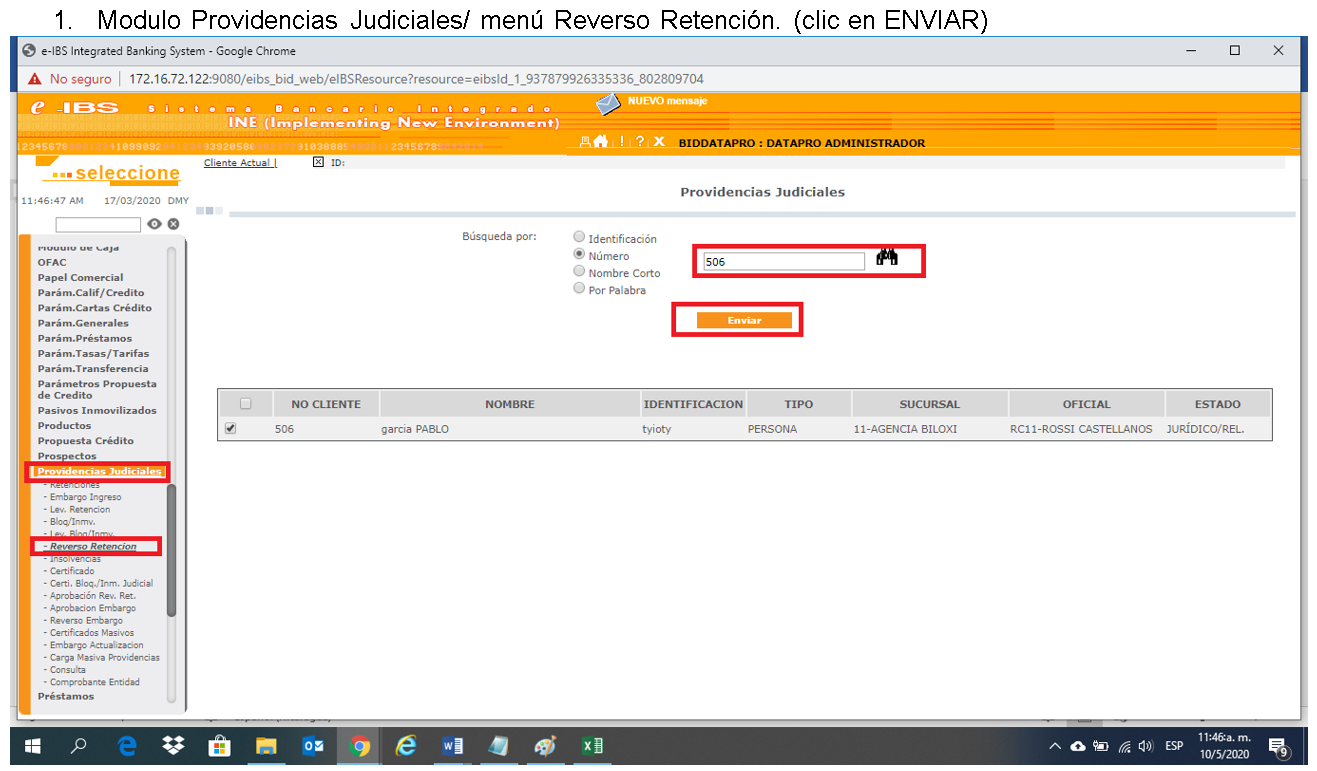 1. Modulo Providencias Judiciales/ menú Reverso Retención. (clic en ENVIAR)
e-IBS Integrated Banking System - Google Chrome
No seguro | 172.16.72.122:9080/eibs_bid_web/eIBSResource?resource=eibsId_1_937879926335336_802809704
e-IBS Sistema Bancario Integrado
NUEVO mensaje
INE (Implementing New Environment)
! ? X BIDDATAPRO : DATAPRO ADMINISTRADOR
seleccione
Cliente Actual | ID:
11:46:47 AM 17/03/2020 DMY
Providencias Judiciales
Búsqueda por:
Identificación
Número
Nombre Corto
Por Palabra
506
Enviar
NO CLIENTE NOMBRE IDENTIFICACION TIPO SUCURSAL OFICIAL ESTADO
506 garcia PABLO tyioty PERSONA 11-AGENCIA BILOXI RC11-ROSSI CASTELLANOS JURÍDICO/REL.
Modulo de Caja
OFAC
Papel Comercial
Parám.Calif/Credito
Parám.Cartas Crédito
Parám.Generales
Parám.Préstamos
Parám.Tasas/Tarifas
Parám.Transferencia
Parámetros Propuesta
de Credito
Pasivos Inmovilizados
Productos
Propuesta Crédito
Prospectos
Providencias Judiciales
- Retenciones
- Embargo Ingreso
- Lev. Retencion
- Bloq/Inmv.
- Lev. Bloq/Inmv.
- Reverso Retencion
- Insolvencias
- Certificado
- Certi. Bloq./Inm. Judicial
- Aprobación Rev. Ret.
- Aprobacion Embargo
- Reverso Embargo
- Certificados Masivos
- Embargo Actualizacion
- Carga Masiva Providencias
- Consulta
- Comprobante Entidad
Préstamos
ESP
11:46:a. m.
10/5/2020
9